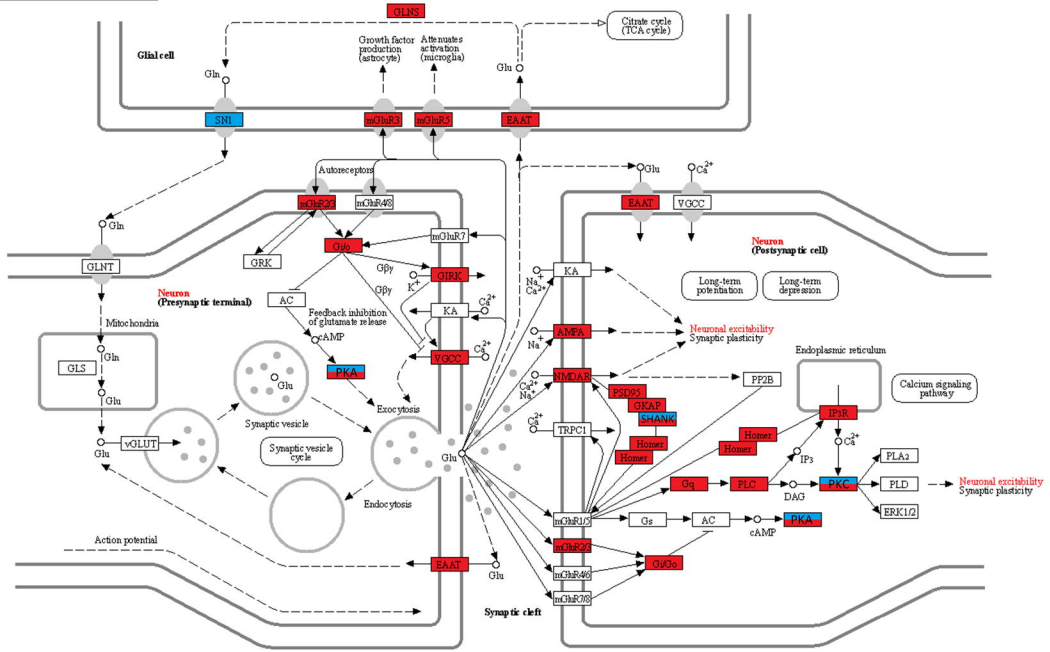 GLNS
Citrate cycle
(TCA cycle)
Glial cell
Growth factor
production
(astrocyte)
Attenuates
activation
(microglia)
Glu
Gln
SN1
mGluR3
mGluR5
EAAT
Autoreceptors
Glu
Ca2+
mGluR2/3
mGluR4/8
EAAT
VGCC
Gln
Gi/o
mGluR7
Neuron
(Postsynaptic cell)
GLNT
GRK
Gβγ
GIRK
K+
Na+
Ca2+
KA
Long-term
potentiation
Long-term
depression
Neuron
(Presynaptic terminal)
AC
Gβγ
Feedback inhibition
of glutamate release
KA
Ca2+
Mitochondria
cAMP
AMPA
Na+
Neuronal excitability
Synaptic plasticity
Gln
VGCC
Ca2+
Endoplasmic reticulum
GLS
PKA
Glu
Ca2+
Na+
NMDAR
PP2B
Calcium signaling
pathway
Glu
Exocytosis
PSD95
GKAP
SHANK
IP3R
Synaptic vesicle
Ca2+
TRPC1
Homer
Homer
Homer
Homer
Ca2+
vGLUT
Glu
Synaptic vesicle
cycle
Glu
IP3
PLA2
Gq
PLC
DAG
PKC
PLD
Neuronal excitability
Synaptic plasticity
Endocytosis
ERK1/2
mGluR1/5
Gs
AC
cAMP
PKA
Action potential
mGluR2/3
EAAT
Glu
Gi/Go
mGluR4/6
mGluR7/8
Synaptic cleft